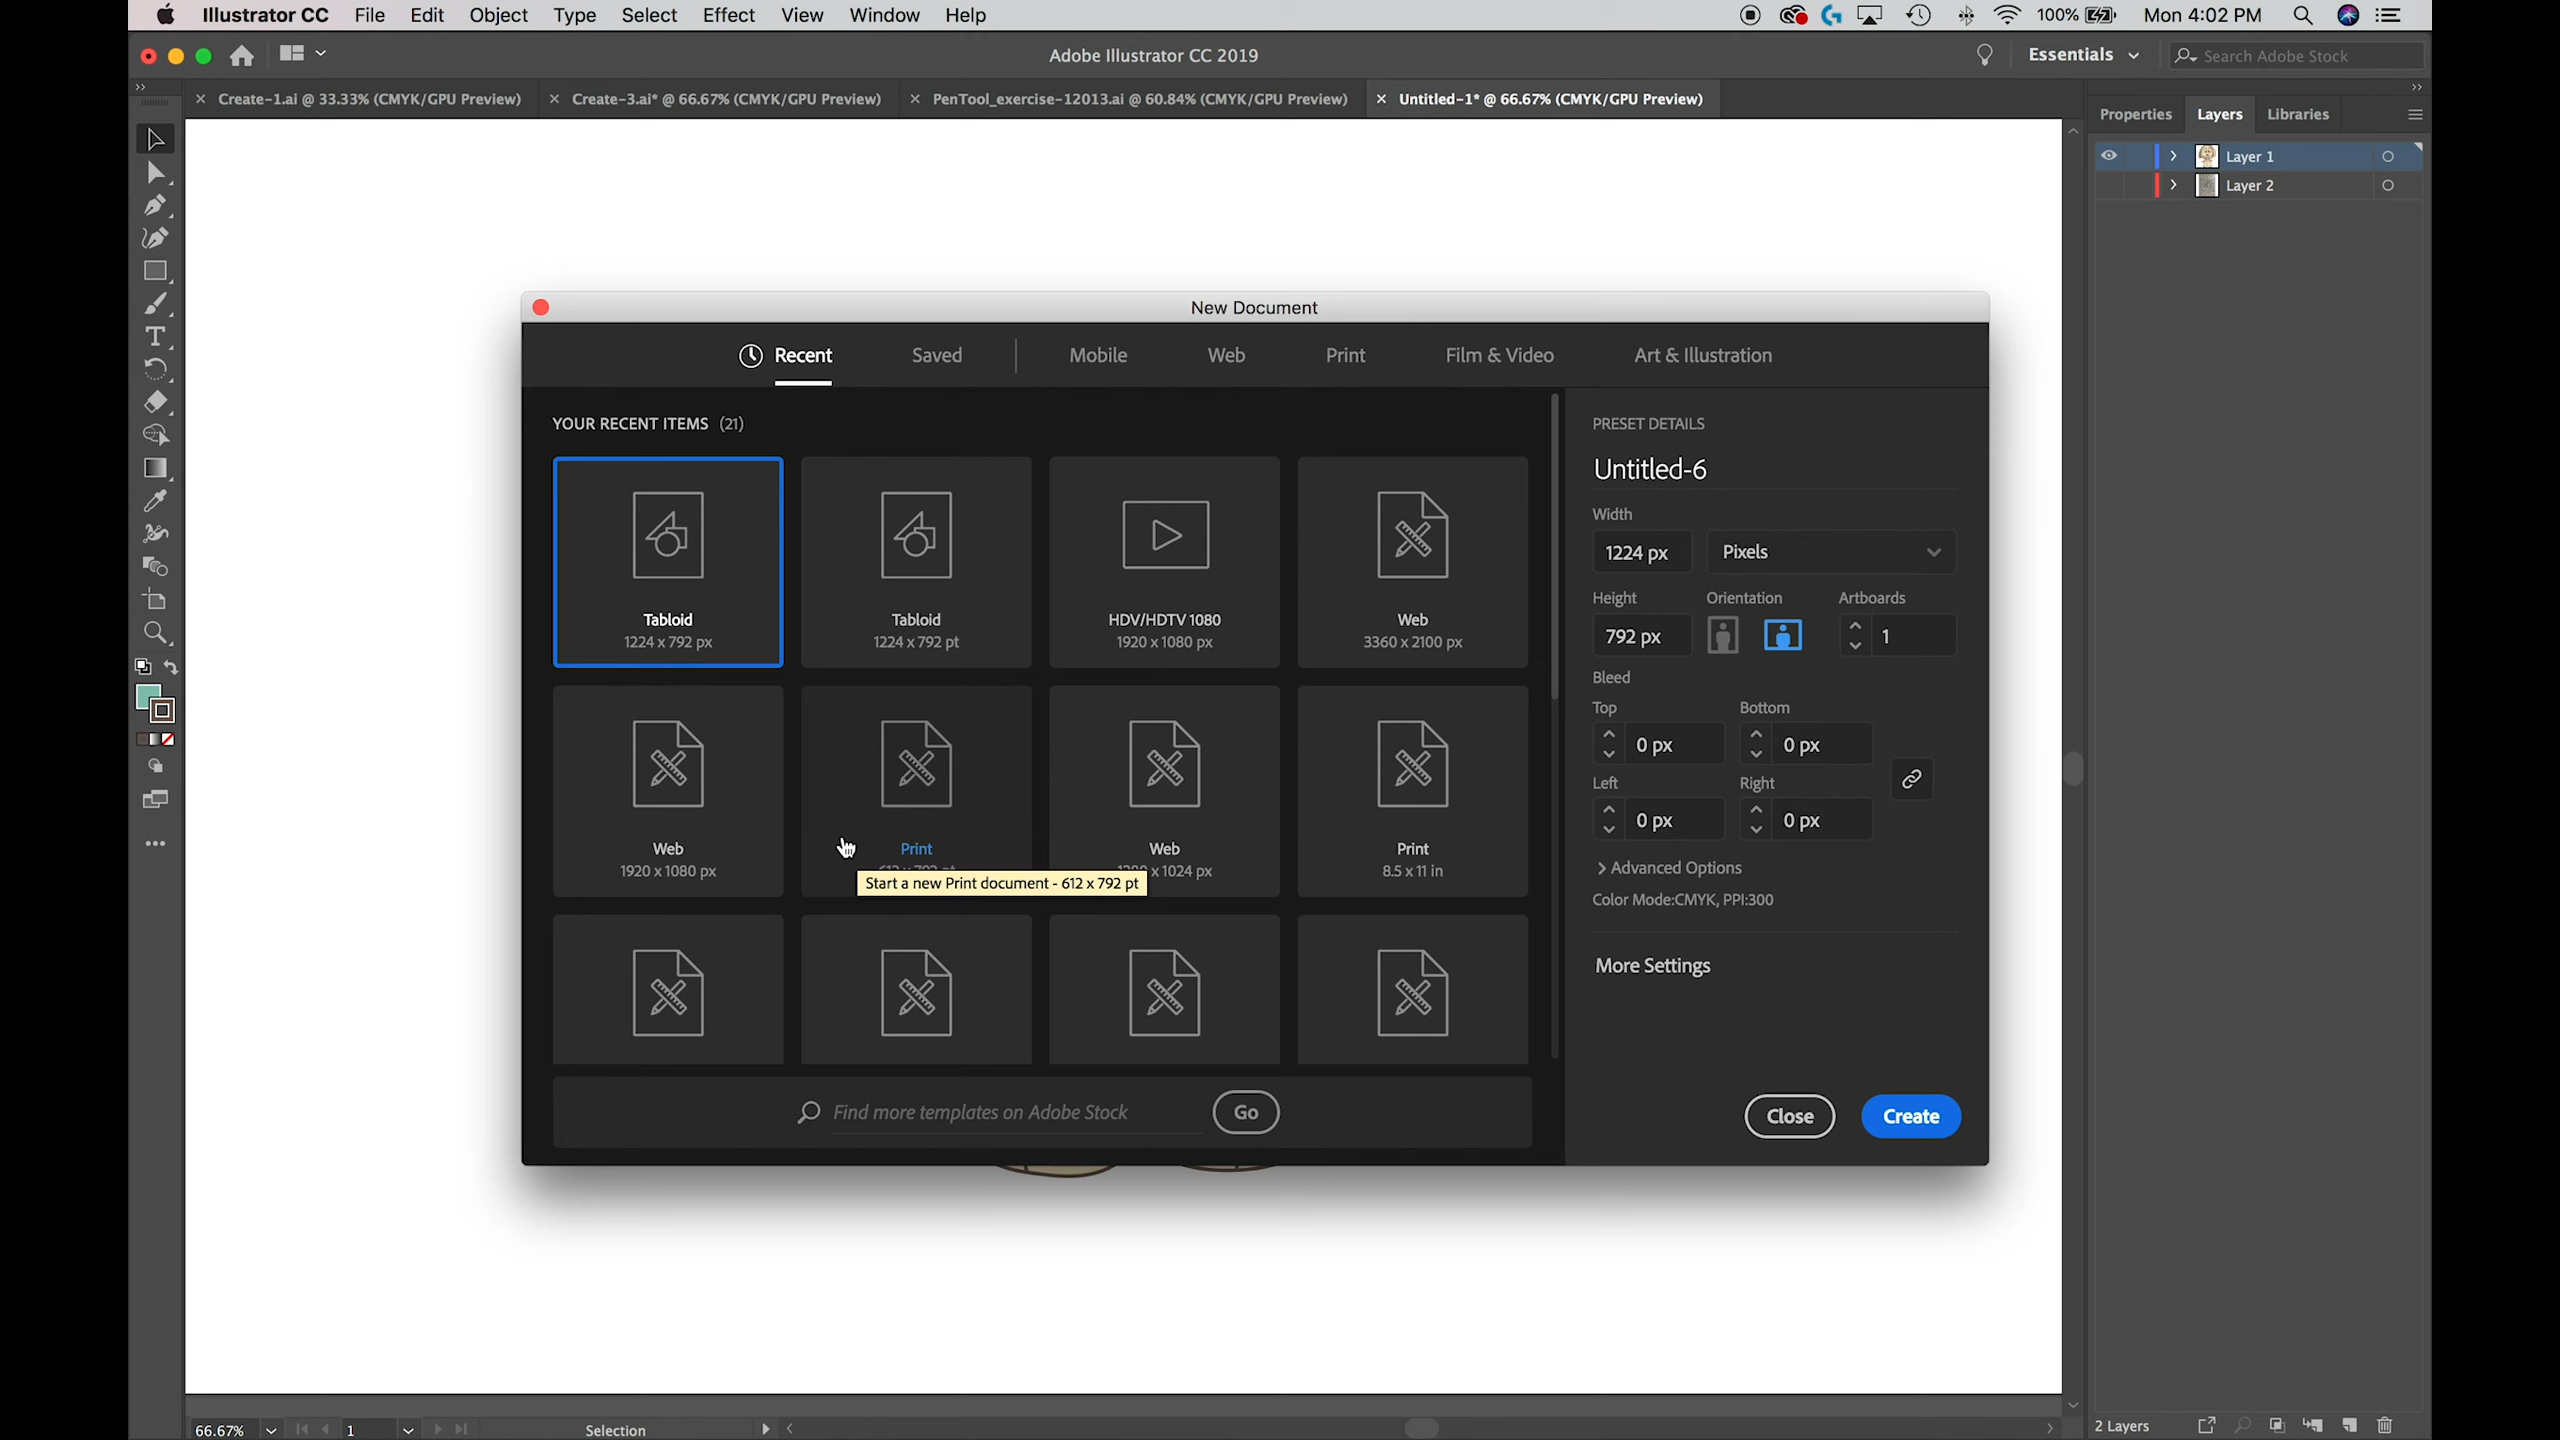 Illustrator CC File Edit Object Type Select Effect View Window Help 100% Mon 4:02 PM
Adobe Illustrator CC 2019 Essentials Search Adobe Stock
Create-1.ai @ 33.33% (CMYK/GPU Preview) Create-3.ai* @ 66.67% (CMYK/GPU Preview) PenTool_exercise-12013.ai @ 60.84% (CMYK/GPU Preview) Untitled-1* @ 66.67% (CMYK/GPU Preview)
Properties Layers Libraries
Layer 1
Layer 2
New Document
Recent Saved Mobile Web Print Film & Video Art & Illustration
YOUR RECENT ITEMS (21)
Tabloid
1224 x 792 px
Tabloid
1224 x 792 pt
HDV/HDTV 1080
1920 x 1080 px
Web
3360 x 2100 px
Web
1920 x 1080 px
Print
Start a new Print document - 612 x 792 pt
Web
x 1024 px
Print
8.5 x 11 in
Find more templates on Adobe Stock Go
PRESET DETAILS
Untitled-6
Width
1224 px Pixels
Height Orientation Artboards
792 px 1
Bleed
Top Bottom
0 px 0 px
Left Right
0 px 0 px
Advanced Options
Color Mode:CMYK, PPI:300
More Settings
Close Create
66.67% 1 Selection
2 Layers